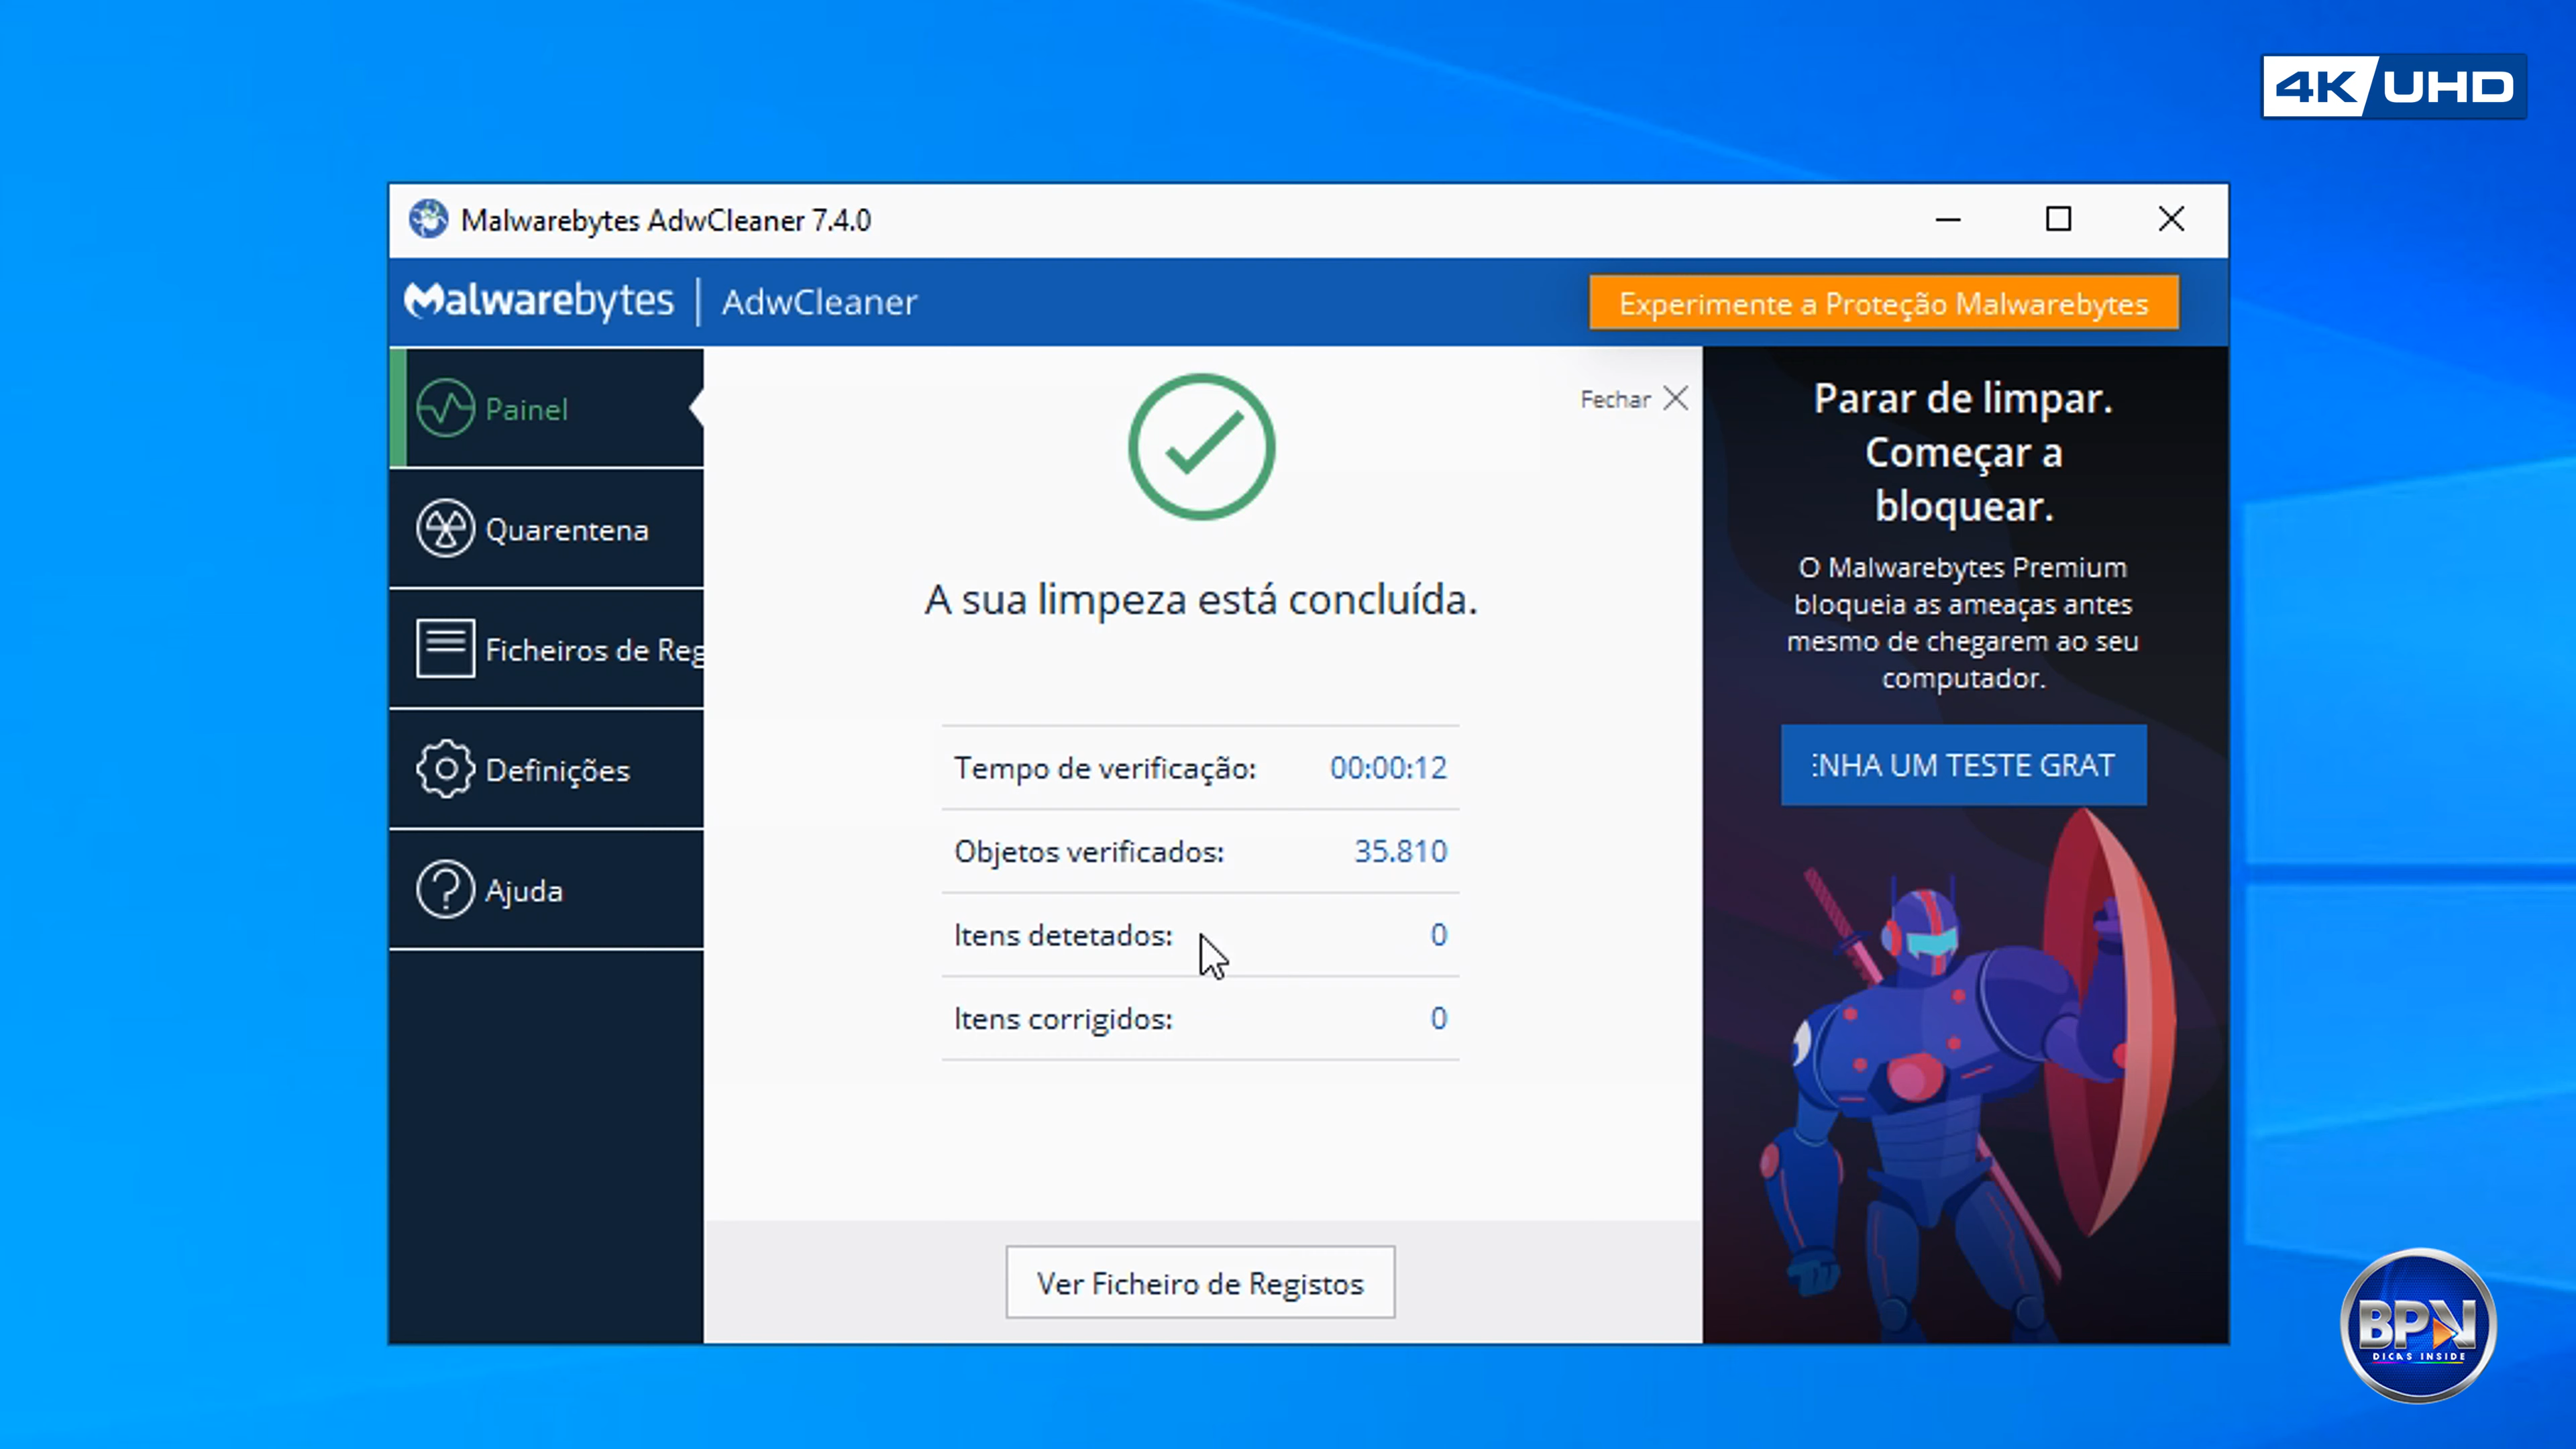 4K UHD
Malwarebytes AdwCleaner 7.4.0
Malwarebytes | AdwCleaner
Experimente a Proteção Malwarebytes
Painel
Quarentena
Ficheiros de Reg
Definições
Ajuda
Fechar
A sua limpeza está concluída.
Tempo de verificação: 00:00:12
Objetos verificados: 35.810
Itens detetados: 0
Itens corrigidos: 0
Ver Ficheiro de Registos
Parar de limpar.
Começar a
bloquear.
O Malwarebytes Premium
bloqueia as ameaças antes
mesmo de chegarem ao seu
computador.
ENHA UM TESTE GRAT
BPN
DICAS INSIDE